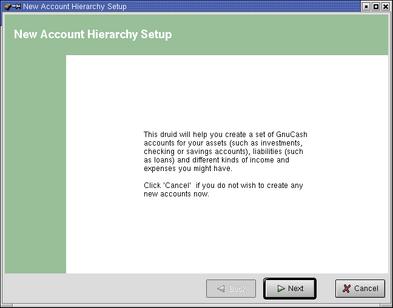 New Account Hierarchy Setup
New Account Hierarchy Setup
This druid will help you create a set of GnuCash
accounts for your assets (such as investments,
checking or savings accounts), liabilities (such
as loans) and different kinds of income and
expenses you might have.
Click 'Cancel' if you do not wish to create any
new accounts now.
Back
Next
Cancel